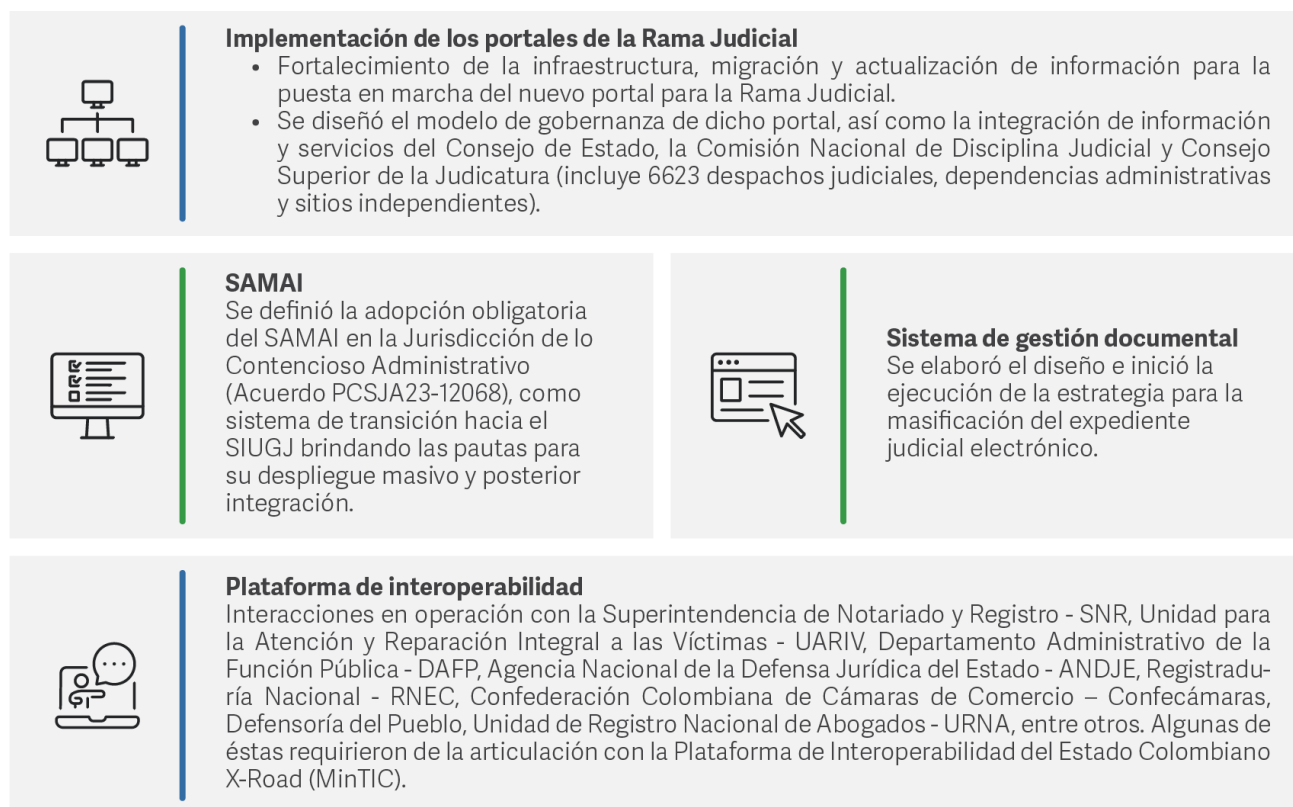 Implementación de los portales de la Rama Judicial
• Fortalecimiento de la infraestructura, migración y actualización de información para la
puesta en marcha del nuevo portal para la Rama Judicial.
• Se diseñó el modelo de gobernanza de dicho portal, así como la integración de información
y servicios del Consejo de Estado, la Comisión Nacional de Disciplina Judicial y Consejo
Superior de la Judicatura (incluye 6623 despachos judiciales, dependencias administrativas
y sitios independientes).
SAMAI
Se definió la adopción obligatoria
del SAMAI en la Jurisdicción de lo
Contencioso Administrativo
(Acuerdo PCSJA23-12068), como
sistema de transición hacia el
SIUGJ brindando las pautas para
su despliegue masivo y posterior
integración.
Sistema de gestión documental
Se elaboró el diseño e inició la
ejecución de la estrategia para la
masificación del expediente
judicial electrónico.
Plataforma de interoperabilidad
Interacciones en operación con la Superintendencia de Notariado y Registro - SNR, Unidad para
la Atención y Reparación Integral a las Víctimas - UARIV, Departamento Administrativo de la
Función Pública - DAFP, Agencia Nacional de la Defensa Jurídica del Estado - ANDJE, Registradu-
ría Nacional - RNEC, Confederación Colombiana de Cámaras de Comercio – Confecámaras,
Defensoría del Pueblo, Unidad de Registro Nacional de Abogados - URNA, entre otros. Algunas de
éstas requirieron de la articulación con la Plataforma de Interoperabilidad del Estado Colombiano
X-Road (MinTIC).